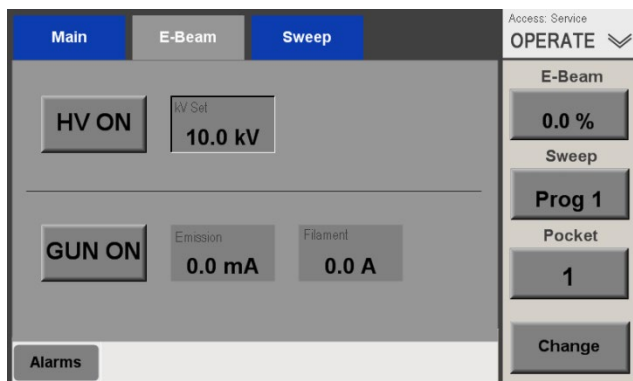 Main
E-Beam
Sweep
HV ON
kV Set
10.0 kV
GUN ON
Emission
0.0 mA
Filament
0.0 A
Alarms
Access: Service
OPERATE
E-Beam
0.0 %
Sweep
Prog 1
Pocket
1
Change